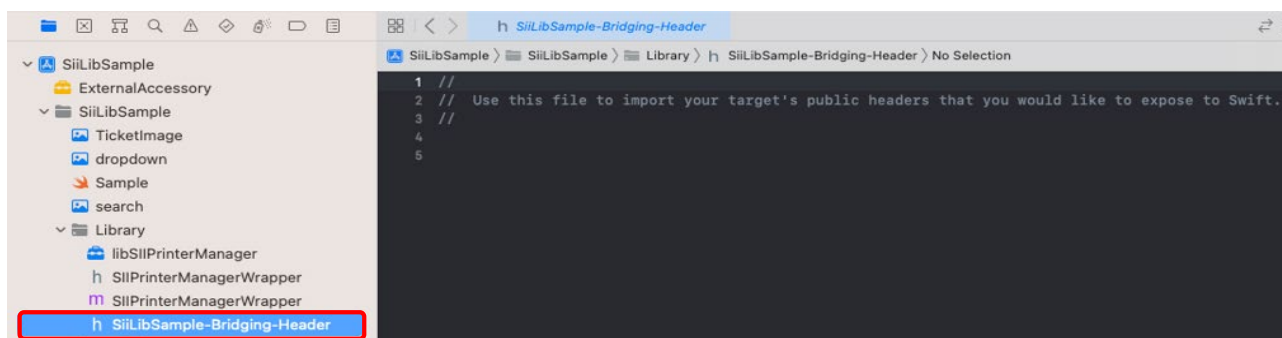 SiiLibSample
ExternalAccessory
SiiLibSample
TicketImage
dropdown
Sample
search
Library
libSIIPrinterManager
h SIIPrinterManagerWrapper
m SIIPrinterManagerWrapper
h SiiLibSample-Bridging-Header
h SiiLibSample-Bridging-Header
SiiLibSample 〉 SiiLibSample 〉 Library 〉 h SiiLibSample-Bridging-Header 〉 No Selection
1 //
2 // Use this file to import your target's public headers that you would like to expose to Swift.
3 //
4
5